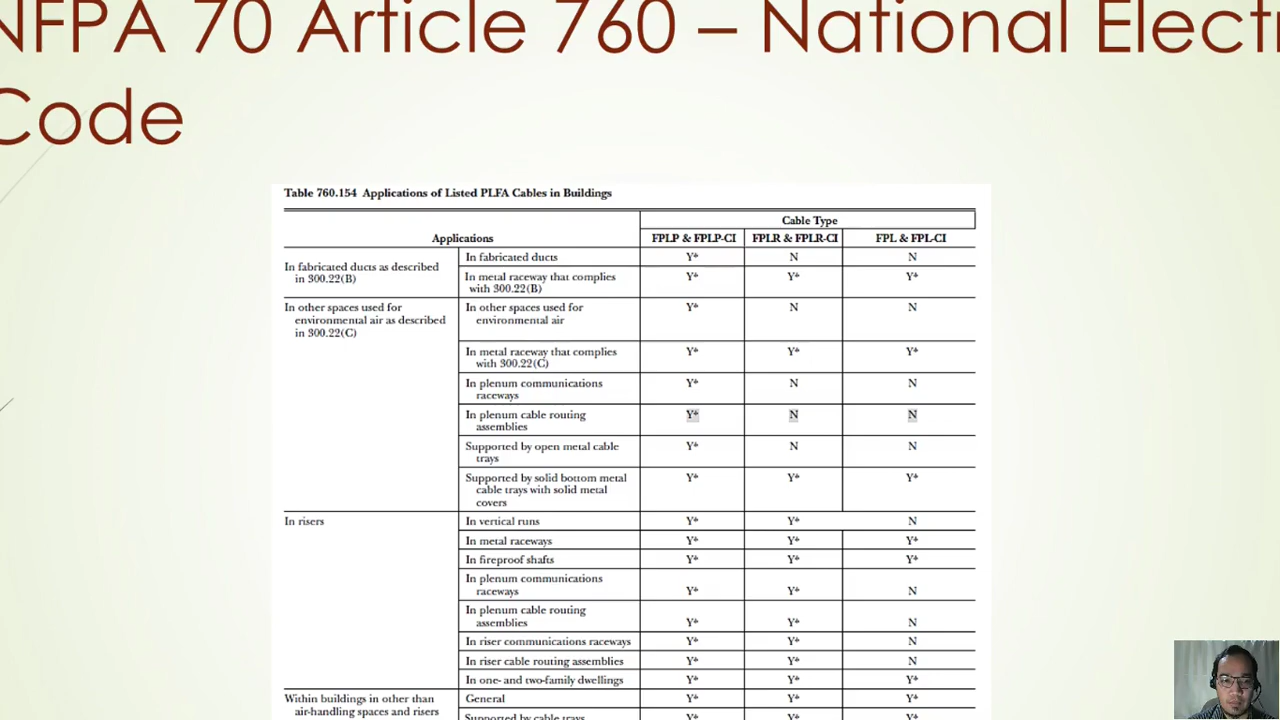 NFPA 70 Article 760 – National Electri
Code
Table 760.154 Applications of Listed PLFA Cables in Buildings
Cable Type
Applications FPLP & FPLP-CI FPLR & FPLR-CI FPL & FPL-CI
In fabricated ducts as described
in 300.22(B)
In fabricated ducts Y* N N
In metal raceway that complies
with 300.22(B) Y* Y* Y*
In other spaces used for
environmental air as described
in 300.22(C)
In other spaces used for
environmental air Y* N N
In metal raceway that complies
with 300.22(C) Y* Y* Y*
In plenum communications
raceways Y* N N
In plenum cable routing
assemblies Y* N N
Supported by open metal cable
trays Y* N N
Supported by solid bottom metal
cable trays with solid metal
covers Y* Y* Y*
In risers In vertical runs Y* Y* N
In metal raceways Y* Y* Y*
In fireproof shafts Y* Y* Y*
In plenum communications
raceways Y* Y* N
In plenum cable routing
assemblies Y* Y* N
In riser communications raceways Y* Y* N
In riser cable routing assemblies Y* Y* N
In one- and two-family dwellings Y* Y* Y*
Within buildings in other than
air-handling spaces and risers
General Y* Y* Y*
Supported by cable trays Y* Y* Y*